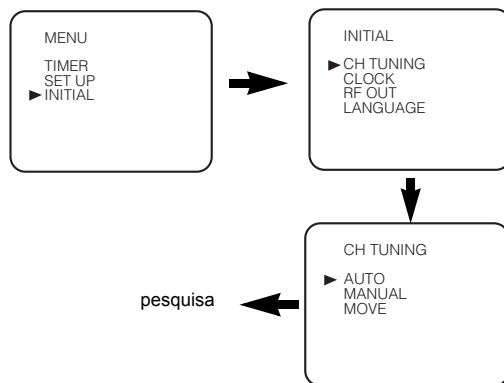 MENU
TIMER
SET UP
►INITIAL
INITIAL
►CH TUNING
CLOCK
RF OUT
LANGUAGE
CH TUNING
► AUTO
MANUAL
MOVE
pesquisa